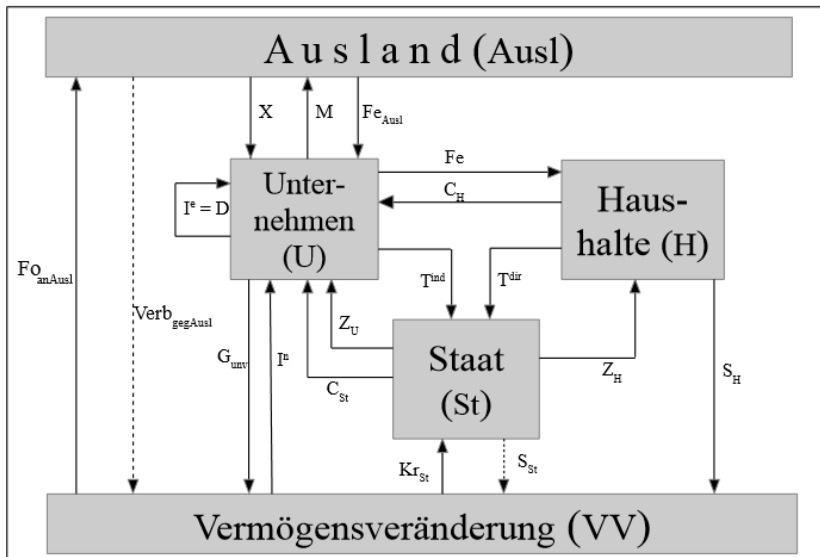 A u s l a n d (Ausl)
X
M
Fe_Ausl
Fe
C_H
Unter-
nehmen
(U)
Haus-
halte (H)
I^e = D
T^ind
T^dir
Fo_anAusl
Verb_gegAusl
Z_U
G_unv
I^n
C_St
Staat
(St)
Z_H
S_H
Kr_St
S_St
Vermögensveränderung (VV)